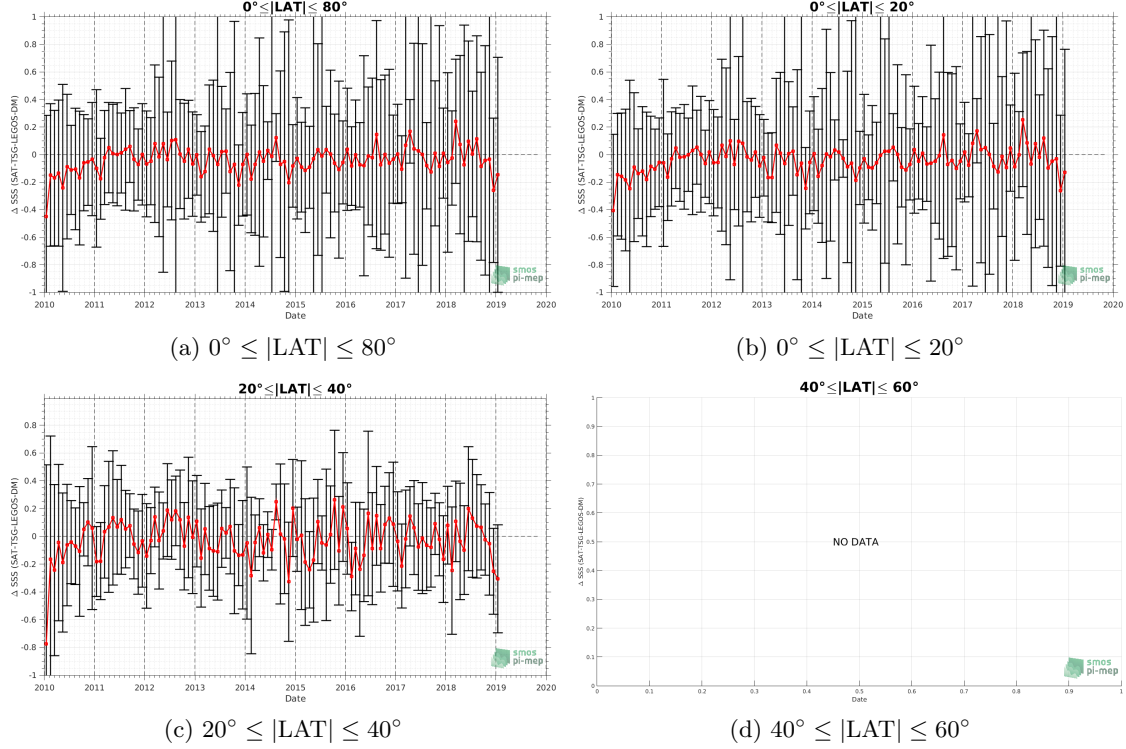 0°≤|LAT|≤ 80°
Δ SSS (SAT-TSG-LEGOS-DM)
1
0.8
0.6
0.4
0.2
0
-0.2
-0.4
-0.6
-0.8
-1
2010 2011 2012 2013 2014 2015 2016 2017 2018 2019 2020
Date
smos
pi-mep
(a) 0° ≤ |LAT| ≤ 80°
0°≤|LAT|≤ 20°
Δ SSS (SAT-TSG-LEGOS-DM)
1
0.8
0.6
0.4
0.2
0
-0.2
-0.4
-0.6
-0.8
-1
2010 2011 2012 2013 2014 2015 2016 2017 2018 2019 2020
Date
smos
pi-mep
(b) 0° ≤ |LAT| ≤ 20°
20°≤|LAT|≤ 40°
Δ SSS (SAT-TSG-LEGOS-DM)
0.8
0.6
0.4
0.2
0
-0.2
-0.4
-0.6
-0.8
-1
2010 2011 2012 2013 2014 2015 2016 2017 2018 2019 2020
Date
smos
pi-mep
(c) 20° ≤ |LAT| ≤ 40°
40°≤|LAT|≤ 60°
Δ SSS (SAT-TSG-LEGOS-DM)
1
0.9
0.8
0.7
0.6
0.5
0.4
0.3
0.2
0.1
0
NO DATA
0 0.1 0.2 0.3 0.4 0.5 0.6 0.7 0.8 0.9 1
Date
smos
pi-mep
(d) 40° ≤ |LAT| ≤ 60°